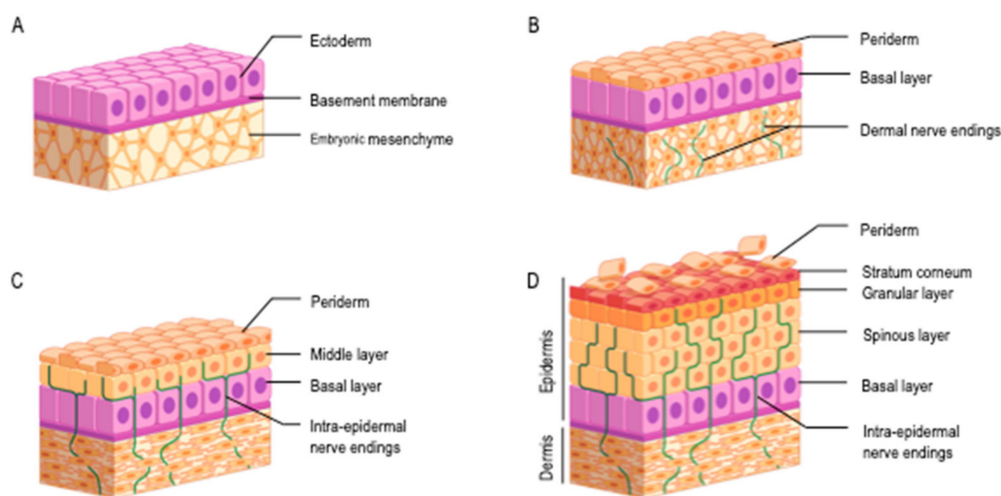 A
Ectoderm
Basement membrane
Embryonic mesenchyme
B
Periderm
Basal layer
Dermal nerve endings
C
Periderm
Middle layer
Basal layer
Intra-epidermal
nerve endings
D
Periderm
Stratum corneum
Granular layer
Spinous layer
Basal layer
Intra-epidermal
nerve endings
Epidermis
Dermis